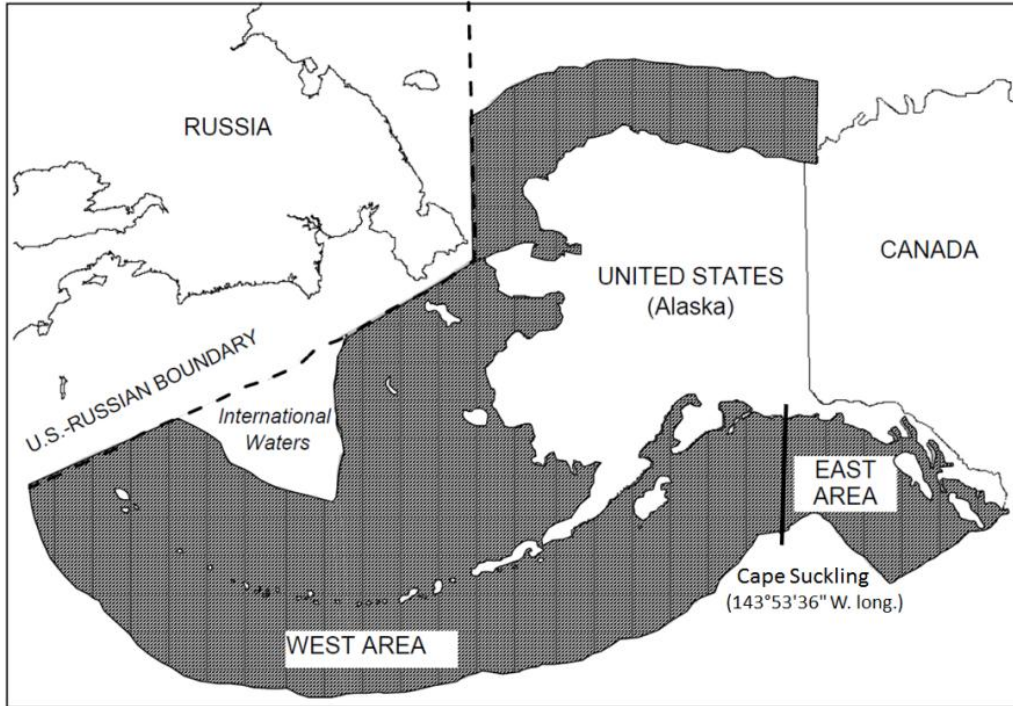 RUSSIA
CANADA
UNITED STATES
(Alaska)
U.S.-RUSSIAN BOUNDARY
International
Waters
EAST
AREA
Cape Suckling
(143°53'36" W. long.)
WEST AREA